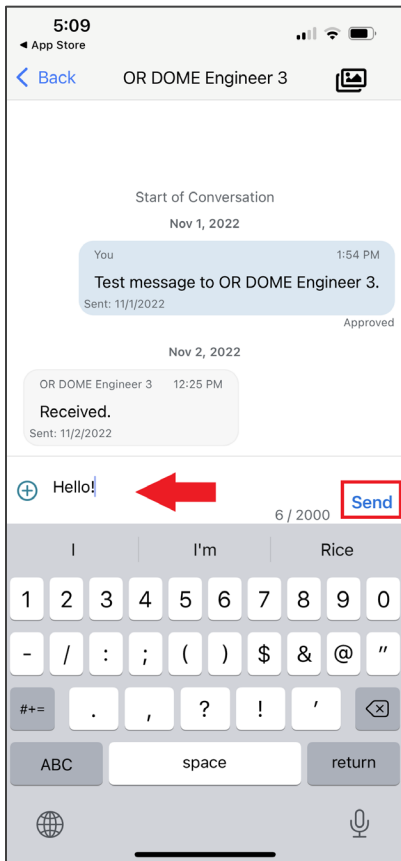 5:09
◀ App Store
Back OR DOME Engineer 3
Start of Conversation
Nov 1, 2022
You 1:54 PM
Test message to OR DOME Engineer 3.
Sent: 11/1/2022
Approved
Nov 2, 2022
OR DOME Engineer 3 12:25 PM
Received.
Sent: 11/2/2022
Hello!
6 / 2000 Send
I I'm Rice
1 2 3 4 5 6 7 8 9 0
- / : ; ( ) $ & @ "
#+= . , ? ! '
ABC space return